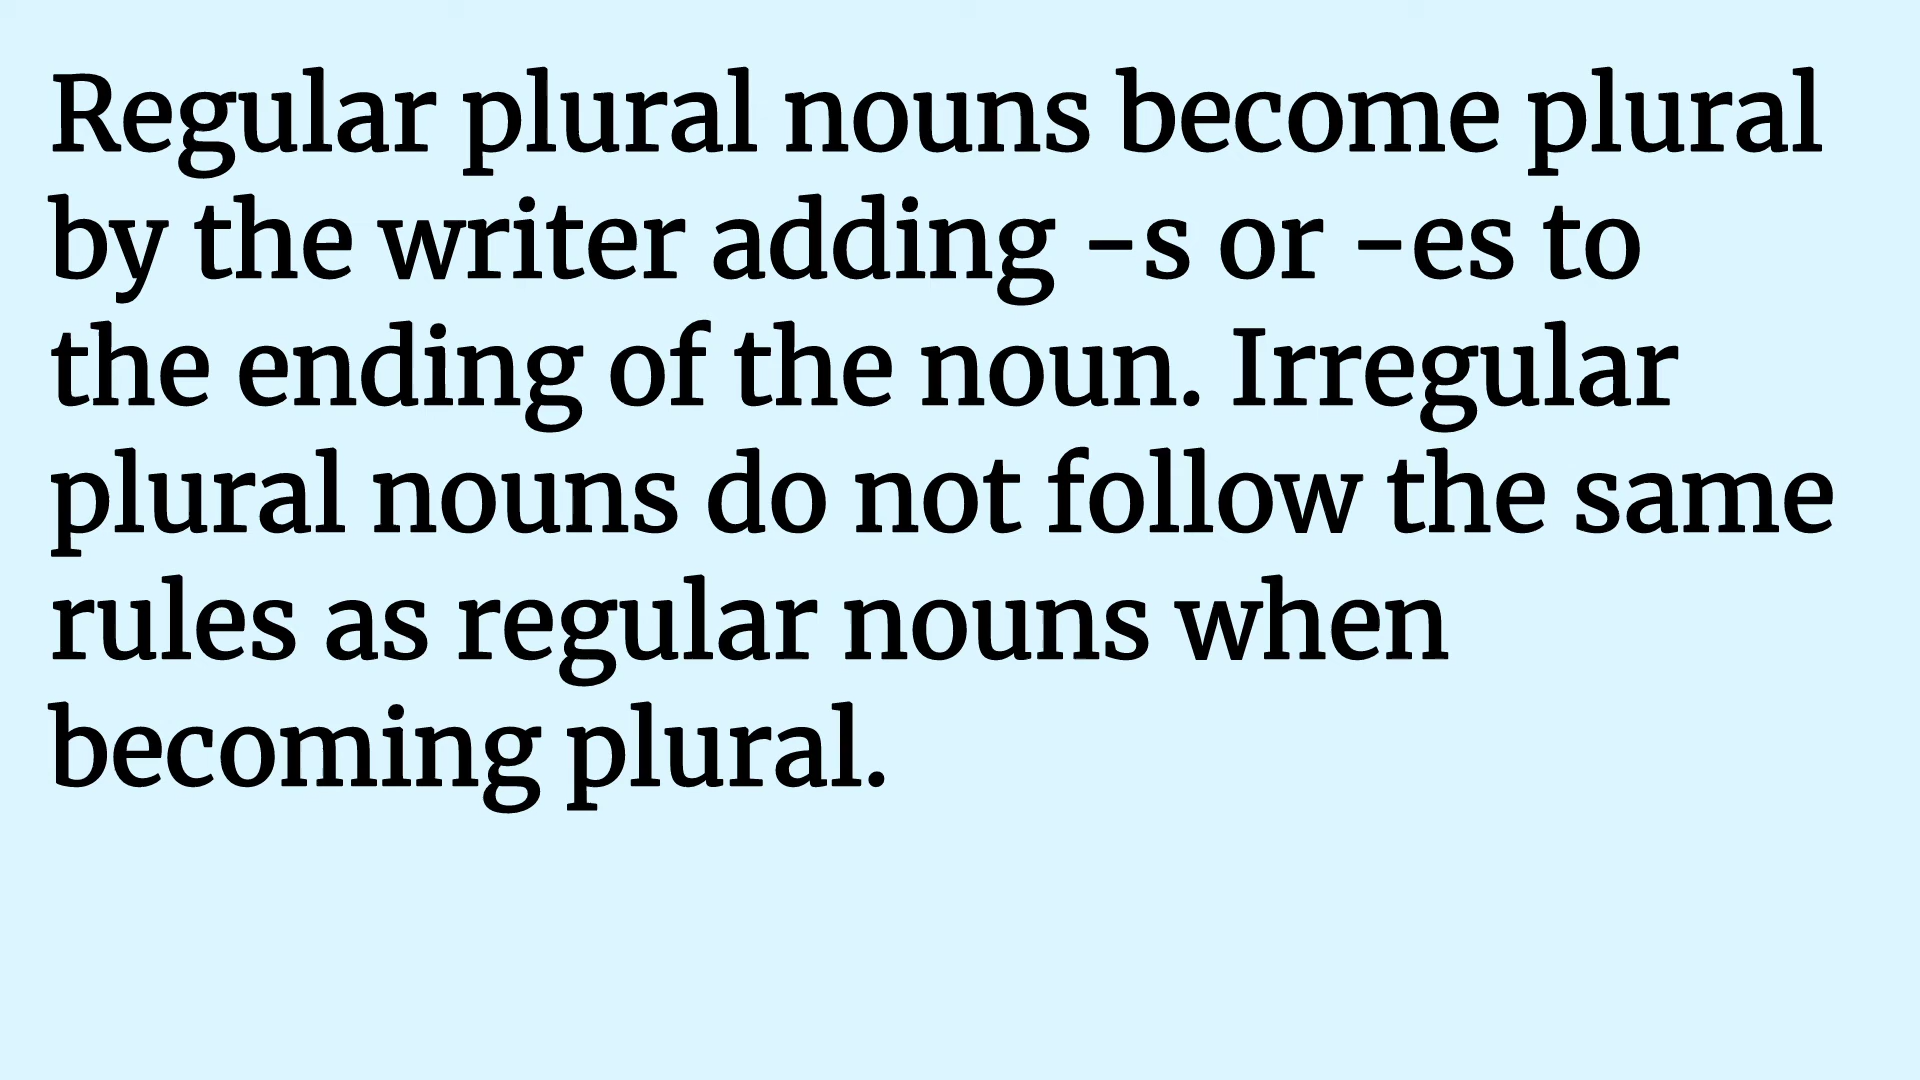 Regular plural nouns become plural
by the writer adding -s or -es to
the ending of the noun. Irregular
plural nouns do not follow the same
rules as regular nouns when
becoming plural.